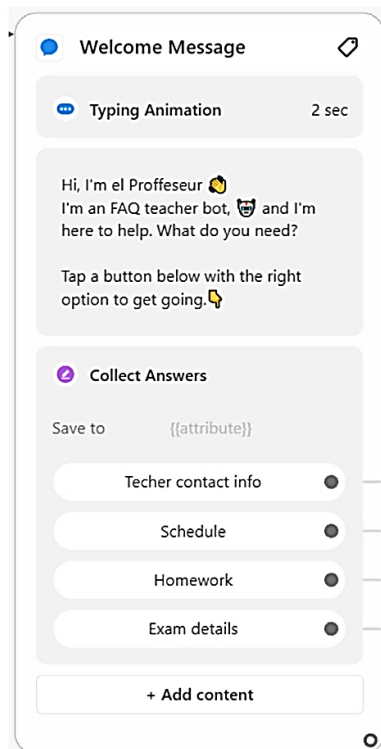 Welcome Message
Typing Animation 2 sec
Hi, I'm el Proffeseur 👏
I'm an FAQ teacher bot, 🤡 and I'm
here to help. What do you need?
Tap a button below with the right
option to get going.👇
Collect Answers
Save to {{attribute}}
Techer contact info
Schedule
Homework
Exam details
+ Add content